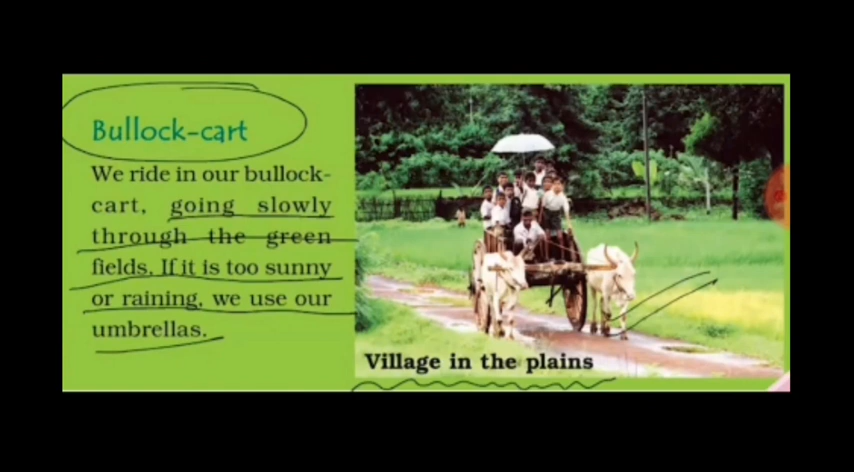 Bullock-cart
We ride in our bullock-
cart, going slowly
through the green
fields. If it is too sunny
or raining, we use our
umbrellas.
Village in the plains